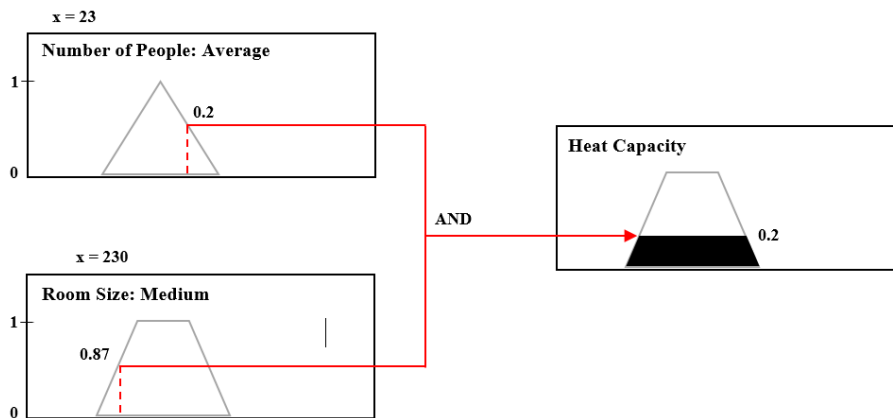 x = 23
Number of People: Average
1
0.2
0
Heat Capacity
AND
0.2
x = 230
Room Size: Medium
1
0.87
0